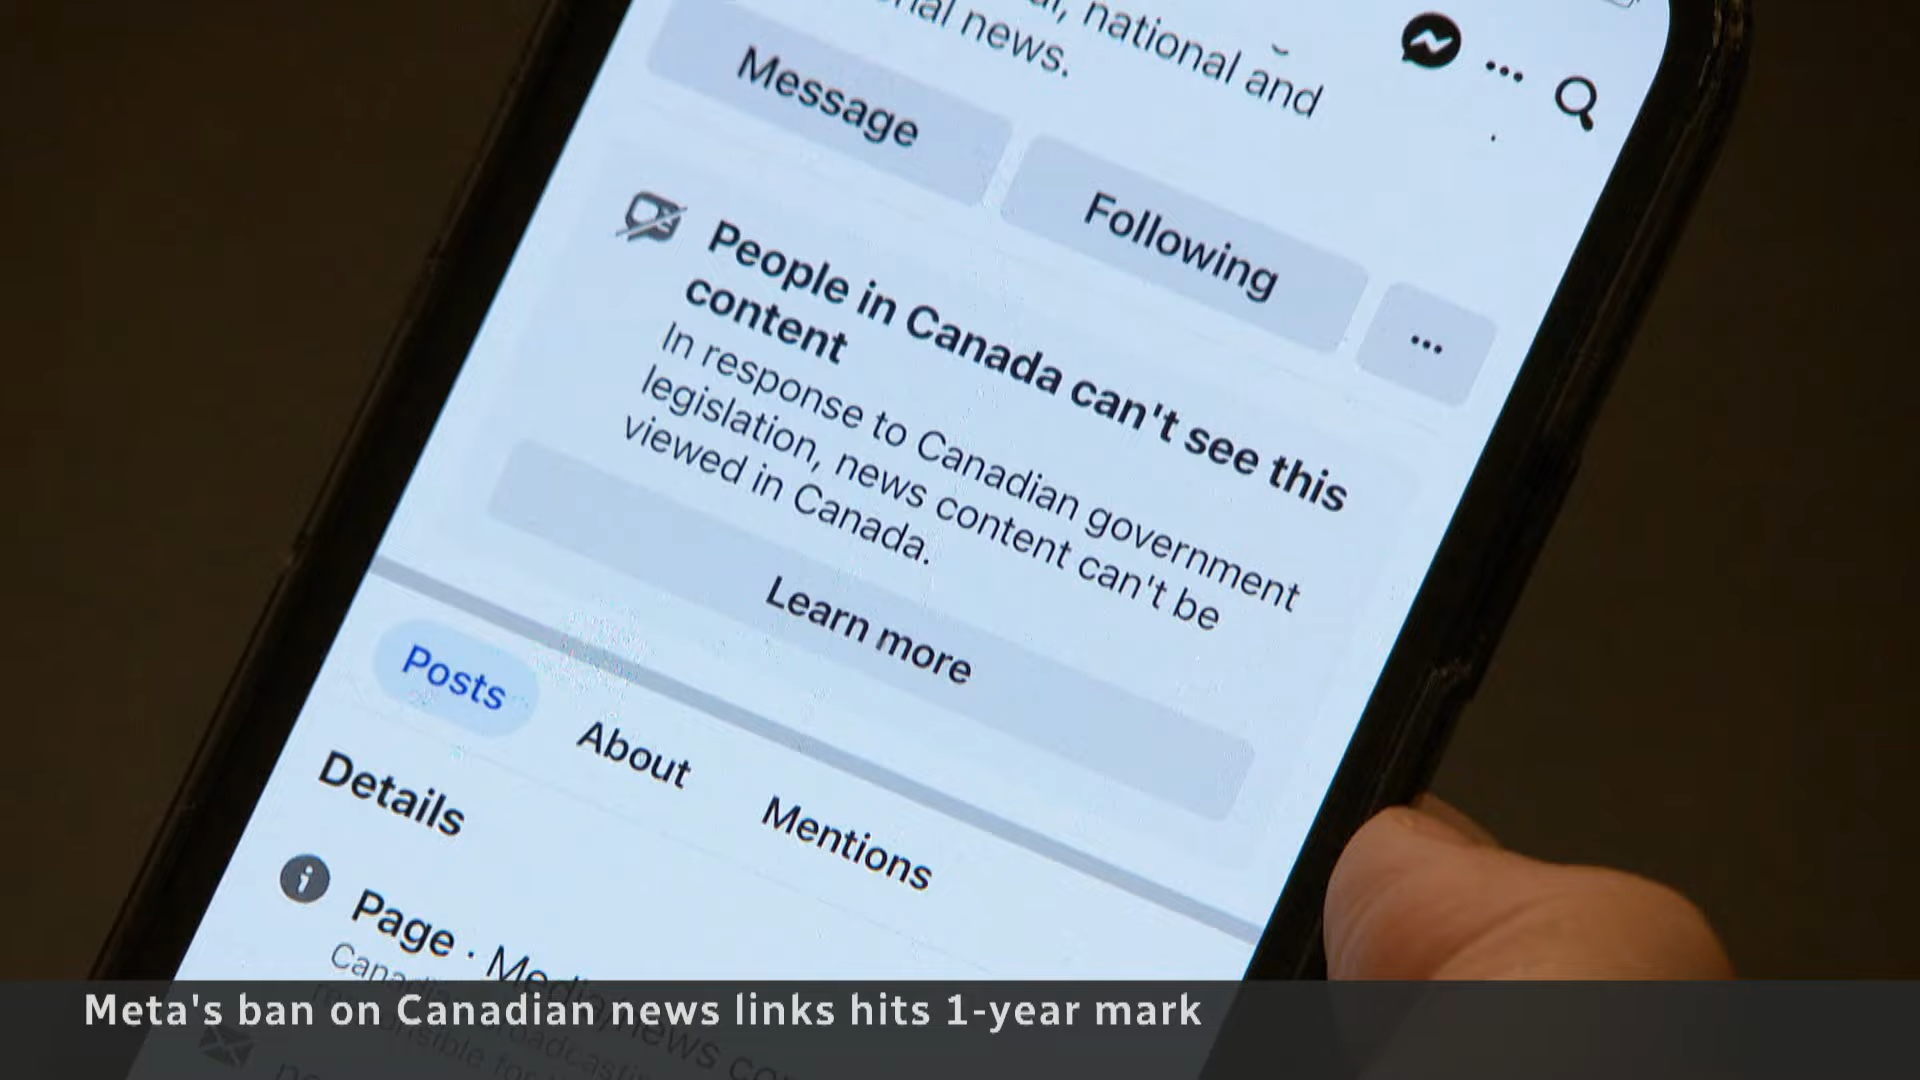 national and
news.
Message
Following
People in Canada can't see this
content
In response to Canadian government
legislation, news content can't be
viewed in Canada.
Learn more
Posts
About
Mentions
Details
Page ·
Meta's ban on Canadian news links hits 1-year mark